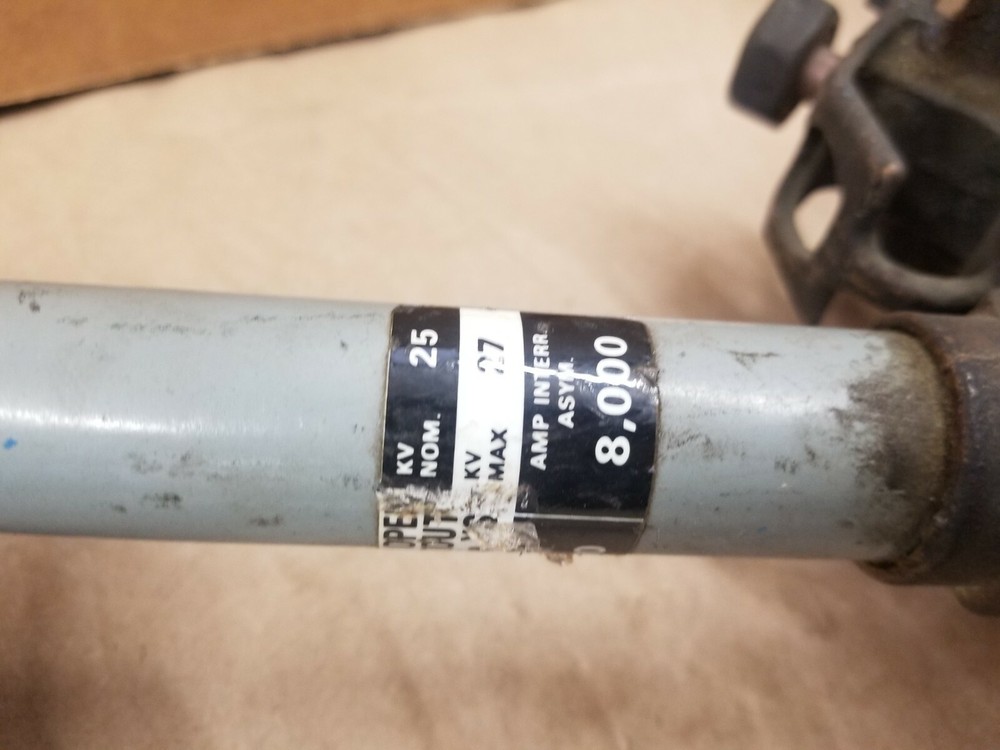 KV
NOM. 25
KV
MAX 27
AMP INTERR.
ASYM.
8,000